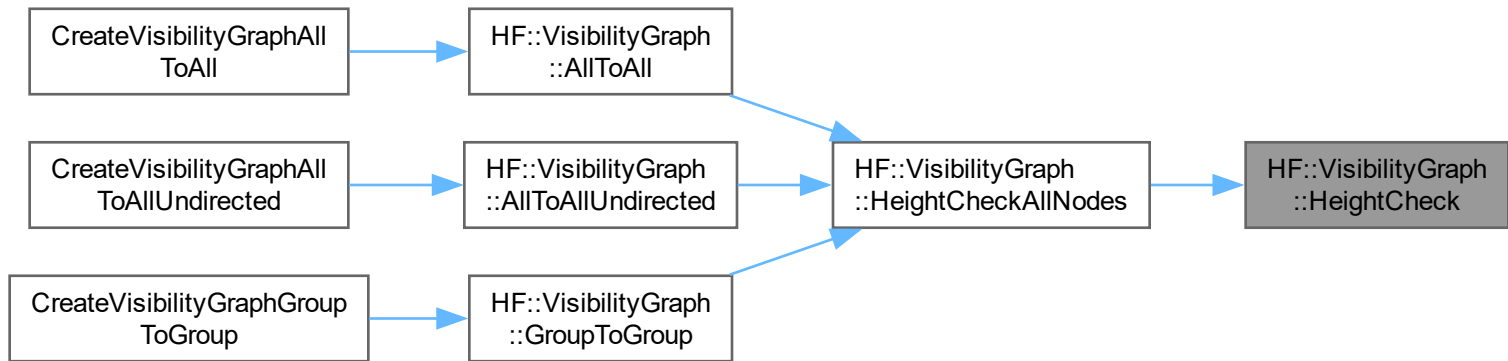 CreateVisibilityGraphAll
ToAll
HF::VisibilityGraph
::AllToAll
CreateVisibilityGraphAll
ToAllUndirected
HF::VisibilityGraph
::AllToAllUndirected
HF::VisibilityGraph
::HeightCheckAllNodes
HF::VisibilityGraph
::HeightCheck
CreateVisibilityGraphGroup
ToGroup
HF::VisibilityGraph
::GroupToGroup